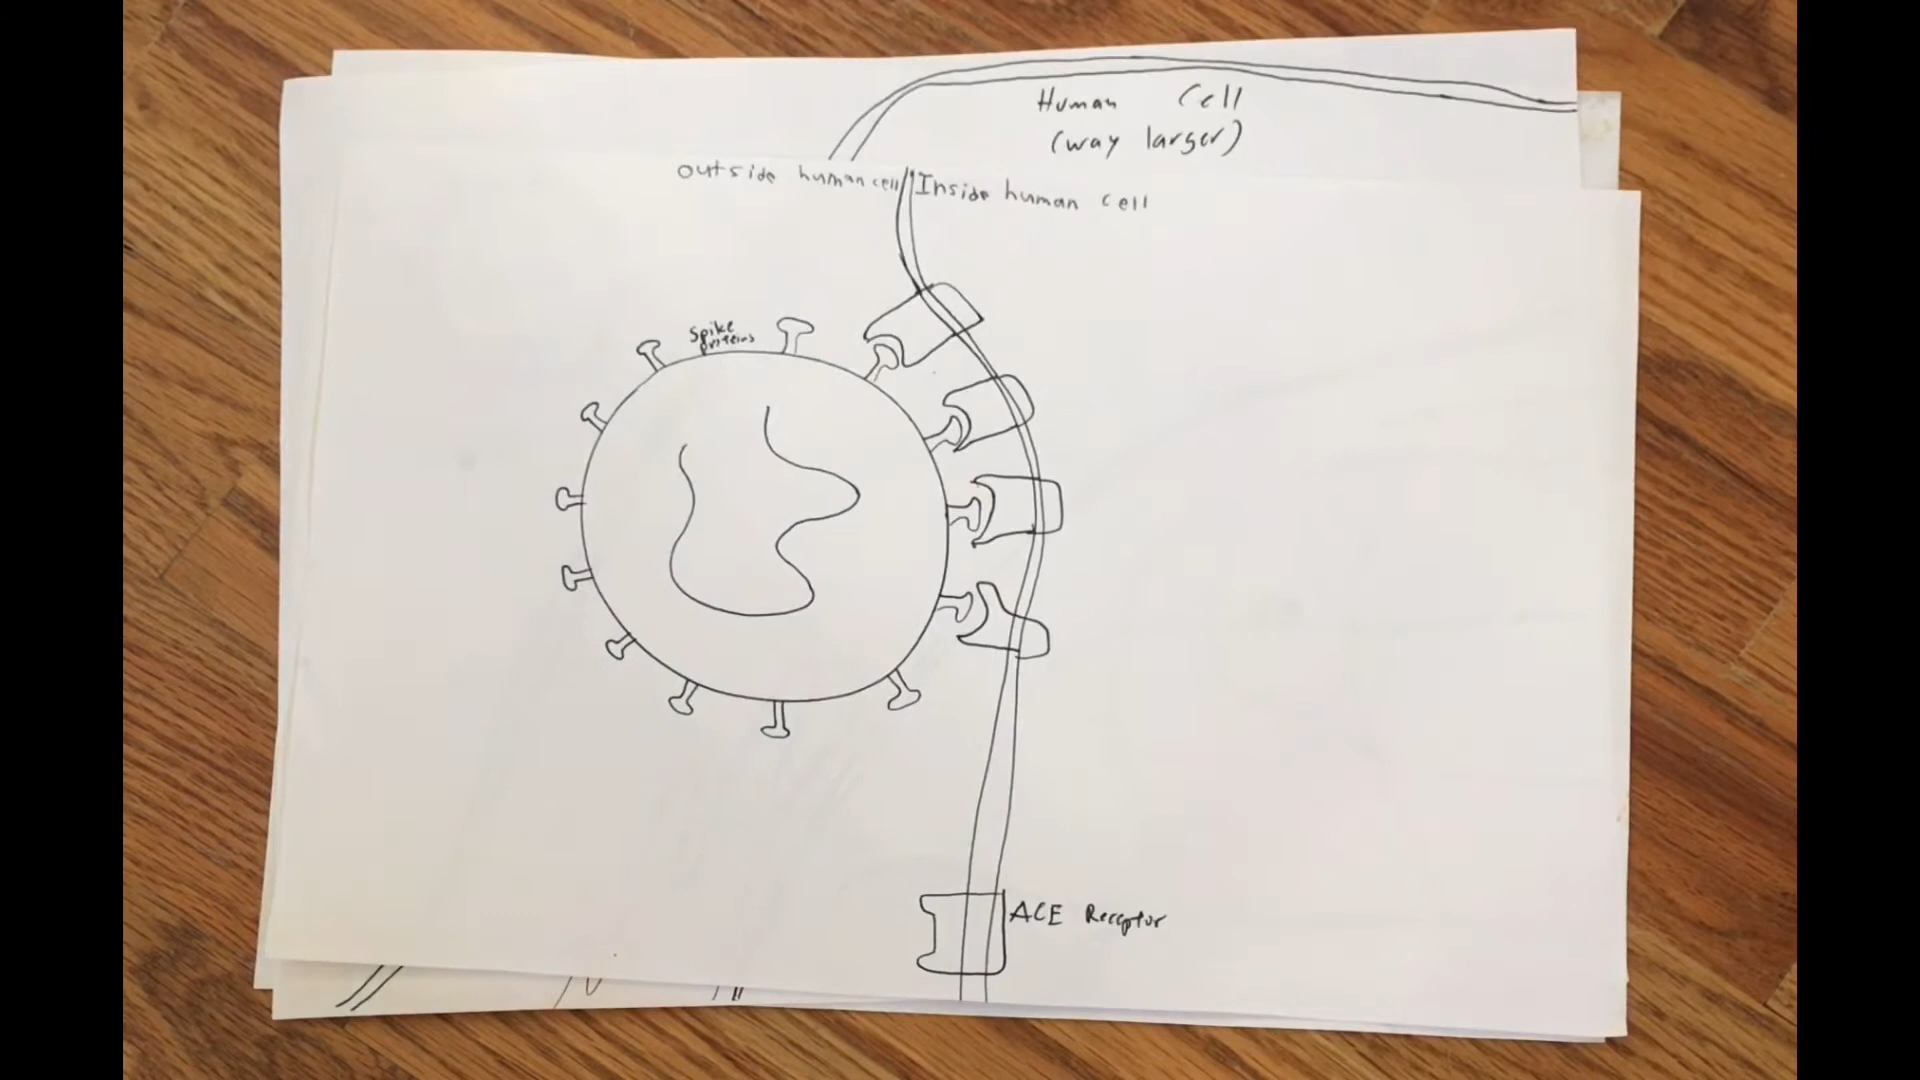 Human Cell
(way larger)
outside human cell
Inside human cell
Spike
proteins
ACE Receptor